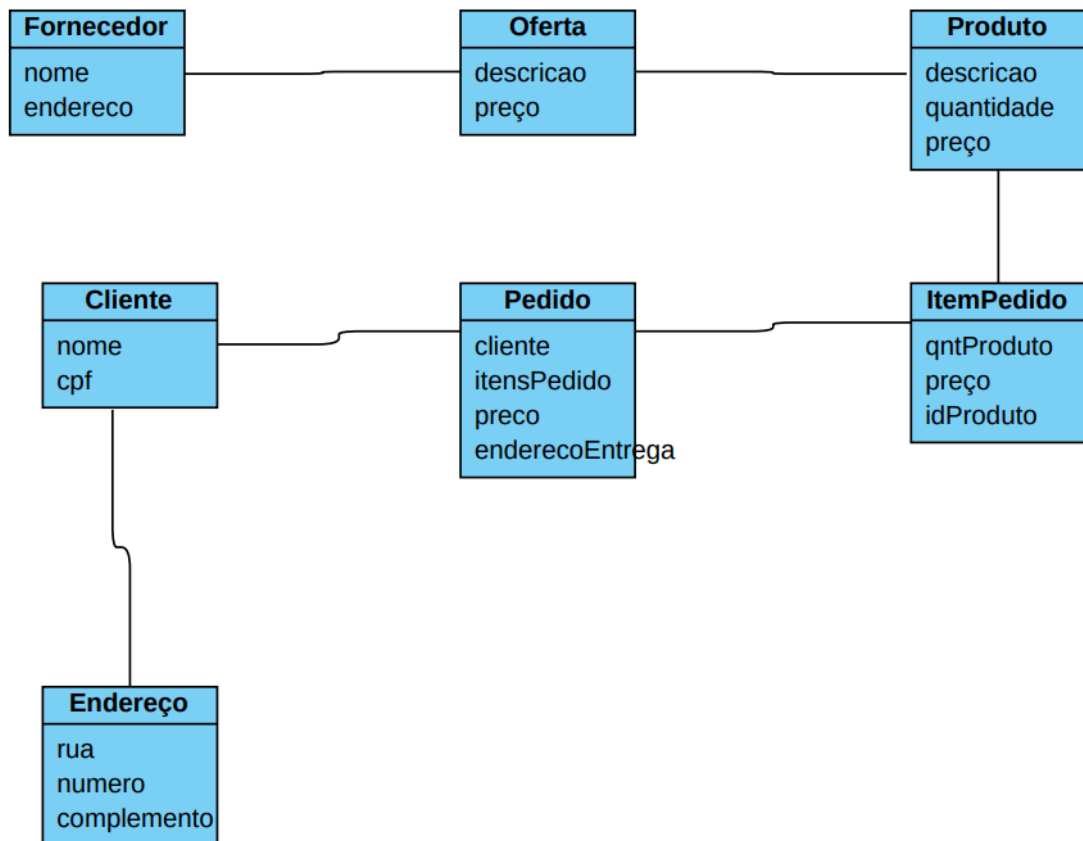 Fornecedor
nome
endereco
Oferta
descricao
preço
Produto
descricao
quantidade
preço
Cliente
nome
cpf
Pedido
cliente
itensPedido
preco
enderecoEntrega
ItemPedido
qntProduto
preço
idProduto
Endereço
rua
numero
complemento